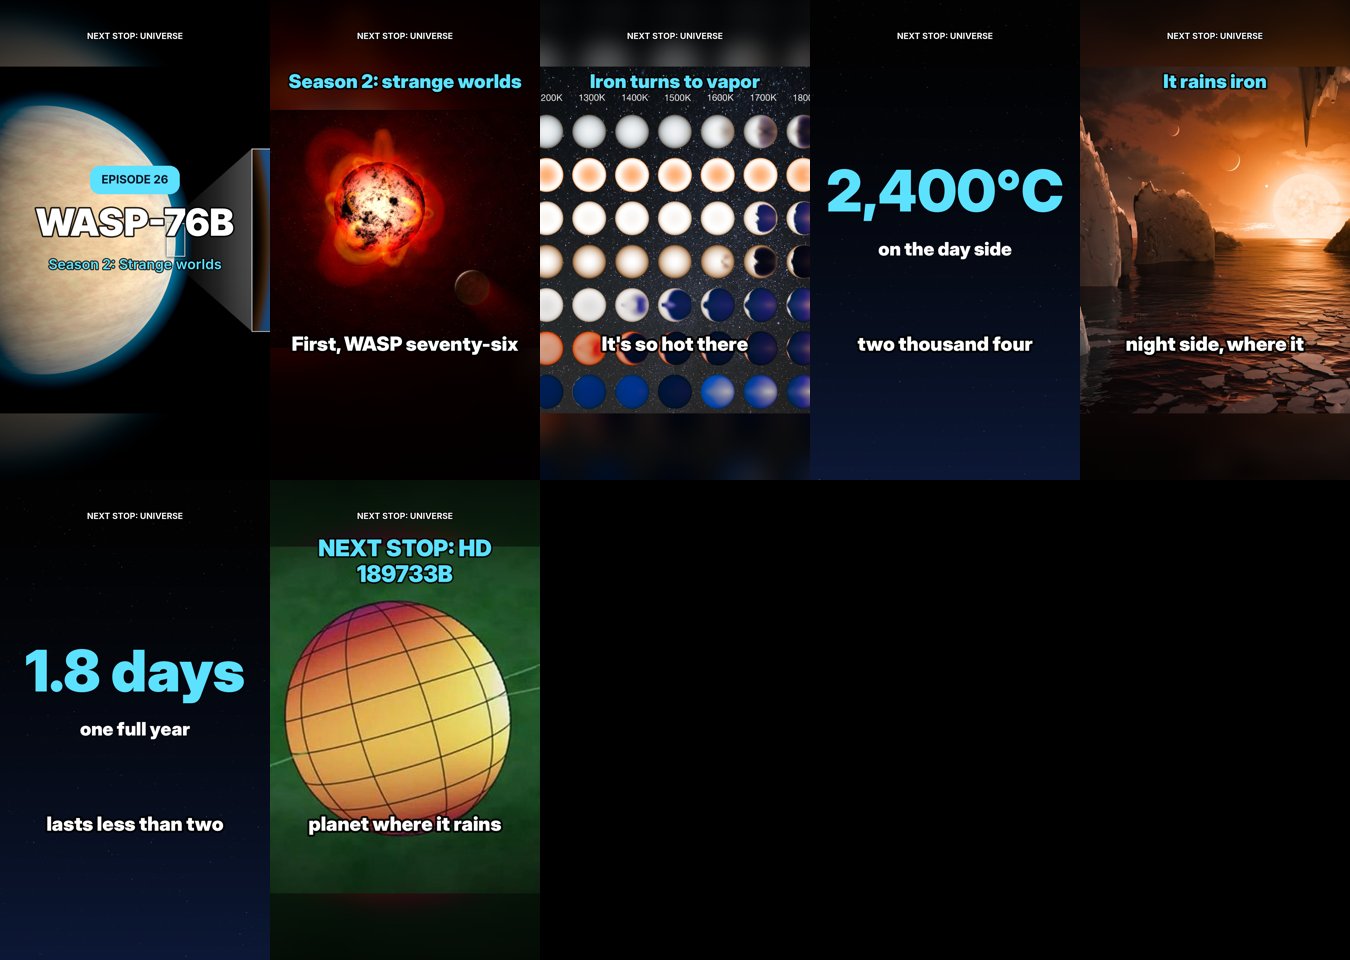 NEXT STOP: UNIVERSE
EPISODE 26
WASP-76B
Season 2: Strange worlds
NEXT STOP: UNIVERSE
Season 2: strange worlds
First, WASP seventy-six
NEXT STOP: UNIVERSE
Iron turns to vapor
200K 1300K 1400K 1500K 1600K 1700K 1800
It's so hot there
NEXT STOP: UNIVERSE
2,400°C
on the day side
two thousand four
NEXT STOP: UNIVERSE
It rains iron
night side, where it
NEXT STOP: UNIVERSE
1.8 days
one full year
lasts less than two
NEXT STOP: UNIVERSE
NEXT STOP: HD
189733B
planet where it rains